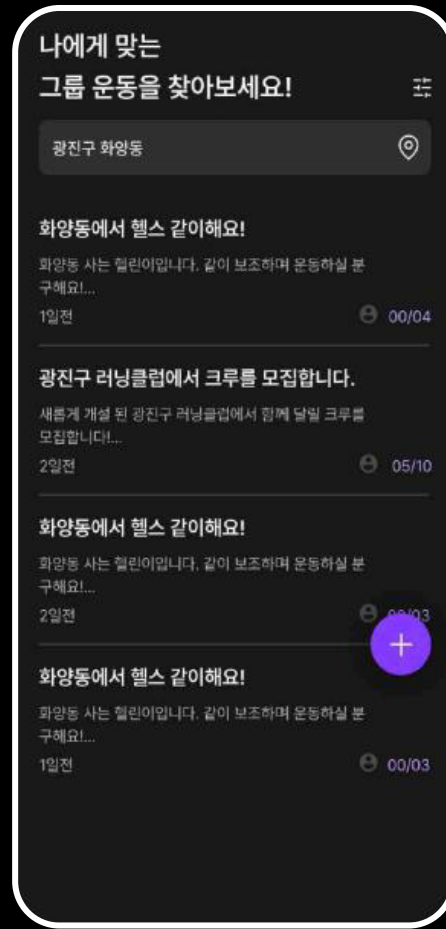 나에게 맞는
그룹 운동을 찾아보세요!
광진구 화양동
화양동에서 헬스 같이해요!
화양동 사는 헬린이입니다. 같이 보조하며 운동하실 분
구해요!...
1일전
00/04
광진구 러닝클럽에서 크루를 모집합니다.
새롭게 개설 된 광진구 러닝클럽에서 함께 달릴 크루를
모집합니다!...
2일전
05/10
화양동에서 헬스 같이해요!
화양동 사는 헬린이입니다. 같이 보조하며 운동하실 분
구해요!...
2일전
화양동에서 헬스 같이해요!
화양동 사는 헬린이입니다. 같이 보조하며 운동하실 분
구해요!...
1일전
00/03